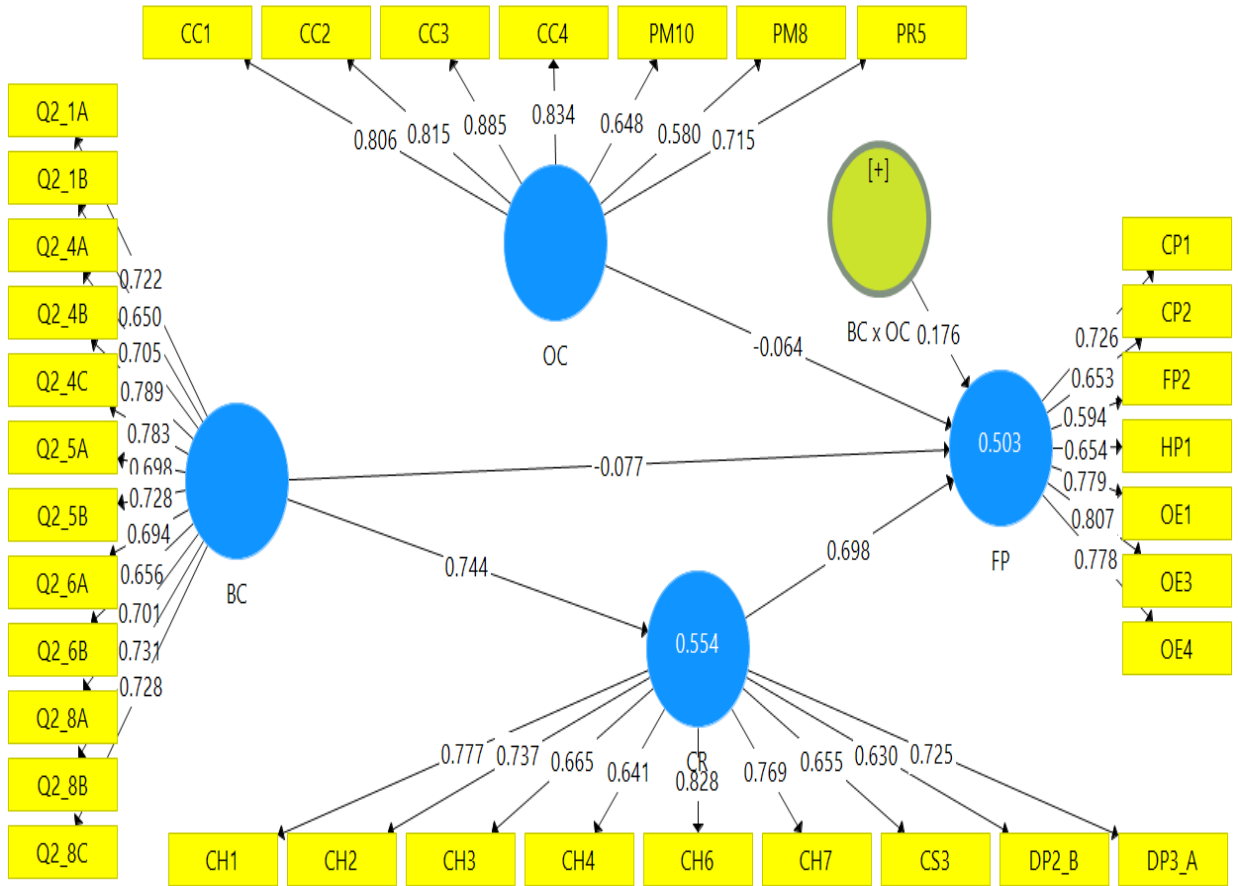 CC1 CC2 CC3 CC4 PM10 PM8 PR5
0.806 0.815 0.885 0.834 0.648 0.580 0.715
Q2_1A
Q2_1B
Q2_4A
Q2_4B
Q2_4C
Q2_5A
Q2_5B
Q2_6A
Q2_6B
Q2_8A
Q2_8B
Q2_8C
0.722
0.650
0.705
0.789
0.783
0.698
0.728
0.694
0.656
0.701
0.731
0.728
BC
OC
[+]
BC x OC
0.176
-0.064
-0.077
0.744
0.698
0.503
FP
0.554
CR
CP1
CP2
FP2
HP1
OE1
OE3
OE4
0.726
0.653
0.594
0.654
0.779
0.807
0.778
0.777 0.737 0.665 0.641 0.828 0.769 0.655 0.630 0.725
CH1 CH2 CH3 CH4 CH6 CH7 CS3 DP2_B DP3_A